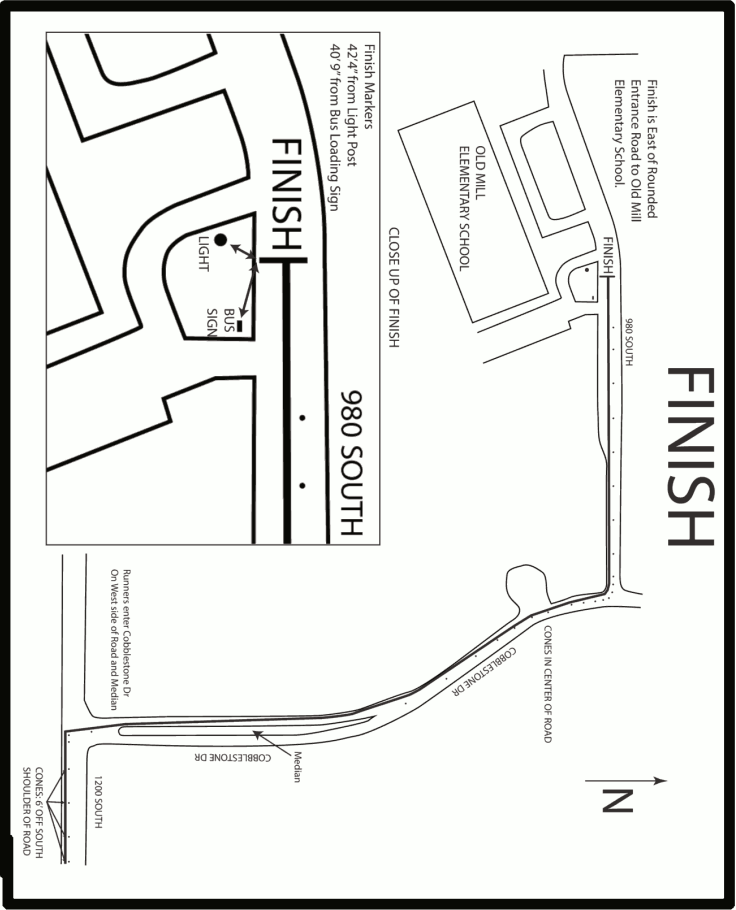 FINISH
Finish is East of Rounded
Entrance Road to Old Mill
Elementary School.
FINISH
980 SOUTH
OLD MILL
ELEMENTARY SCHOOL
CLOSE UP OF FINISH
Finish Markers
42'4" from Light Post
40' 9" from Bus Loading Sign
FINISH
980 SOUTH
LIGHT
BUS
SIGN
CONES IN CENTER OF ROAD
COBBLESTONE DR
N
Median
COBBLESTONE DR
Runners enter Cobblestone Dr
On West side of Road and Median
1200 SOUTH
CONES: 6' OFF SOUTH
SHOULDER OF ROAD